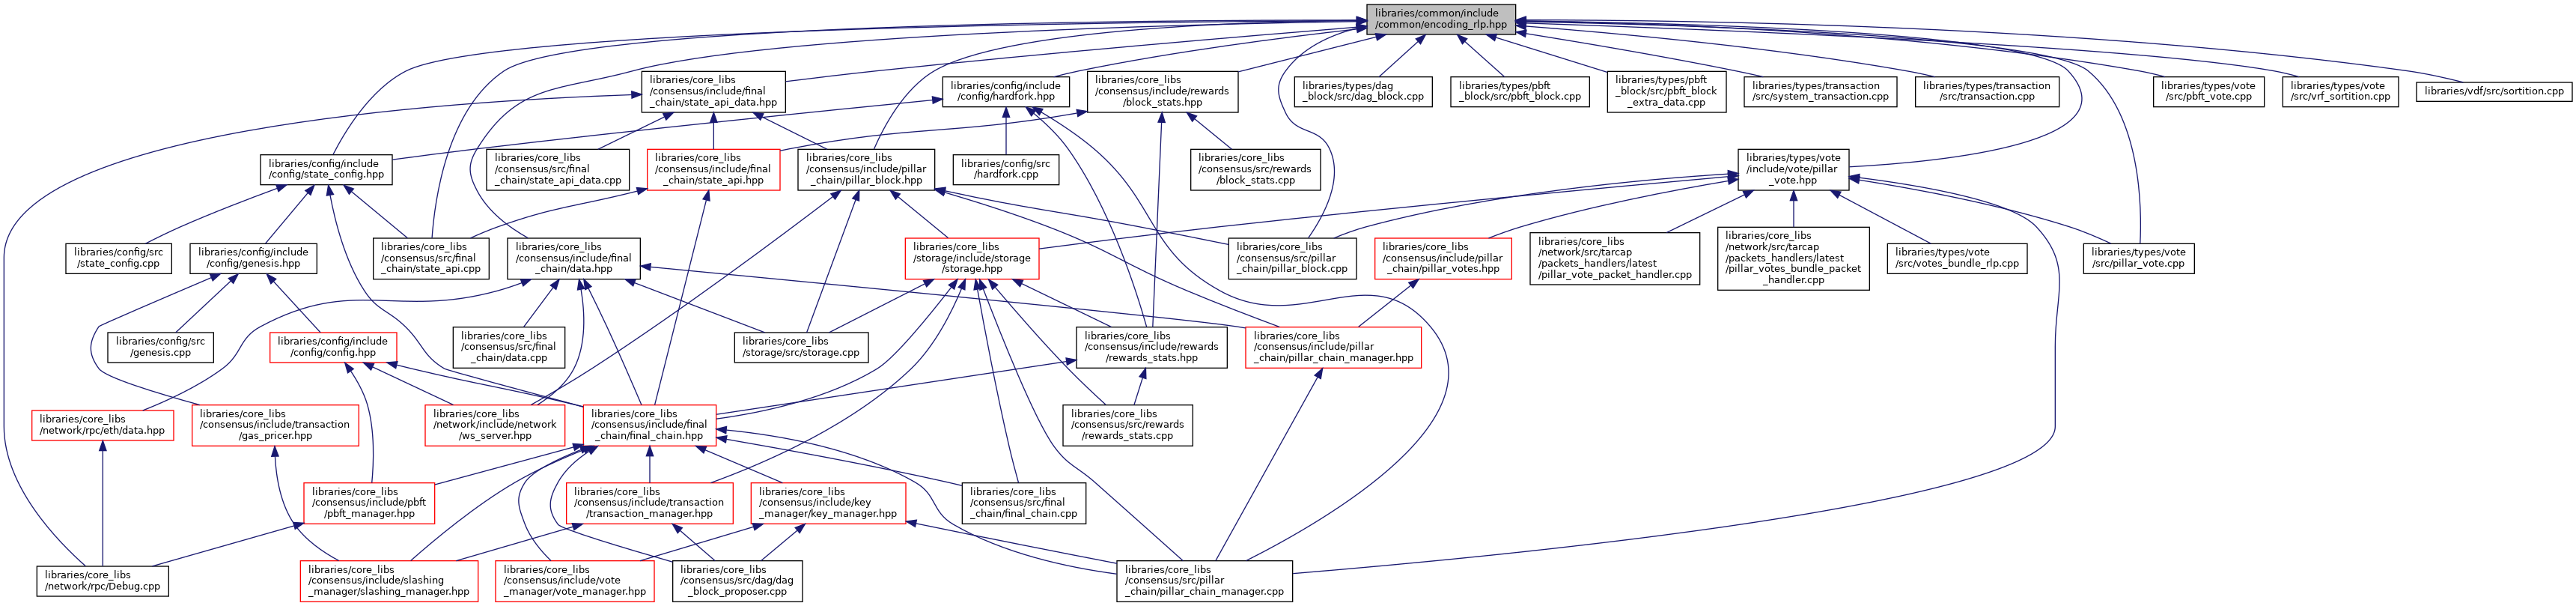 libraries/common/include
/common/encoding_rlp.hpp
libraries/core_libs
/consensus/include/final
_chain/state_api_data.hpp
libraries/config/include
/config/hardfork.hpp
libraries/core_libs
/consensus/include/rewards
/block_stats.hpp
libraries/types/dag
_block/src/dag_block.cpp
libraries/types/pbft
_block/src/pbft_block.cpp
libraries/types/pbft
_block/src/pbft_block
_extra_data.cpp
libraries/types/transaction
/src/system_transaction.cpp
libraries/types/transaction
/src/transaction.cpp
libraries/types/vote
/src/pbft_vote.cpp
libraries/types/vote
/src/vrf_sortition.cpp
libraries/vdf/src/sortition.cpp
libraries/config/include
/config/state_config.hpp
libraries/core_libs
/consensus/src/final
_chain/state_api_data.cpp
libraries/core_libs
/consensus/include/final
_chain/state_api.hpp
libraries/core_libs
/consensus/include/pillar
_chain/pillar_block.hpp
libraries/config/src
/hardfork.cpp
libraries/core_libs
/consensus/src/rewards
/block_stats.cpp
libraries/types/vote
/include/vote/pillar
_vote.hpp
libraries/config/src
/state_config.cpp
libraries/config/include
/config/genesis.hpp
libraries/core_libs
/consensus/src/final
_chain/state_api.cpp
libraries/core_libs
/consensus/include/final
_chain/data.hpp
libraries/core_libs
/storage/include/storage
/storage.hpp
libraries/core_libs
/consensus/src/pillar
_chain/pillar_block.cpp
libraries/core_libs
/consensus/include/pillar
_chain/pillar_votes.hpp
libraries/core_libs
/network/src/tarcap
/packets_handlers/latest
/pillar_vote_packet_handler.cpp
libraries/core_libs
/network/src/tarcap
/packets_handlers/latest
/pillar_votes_bundle_packet
_handler.cpp
libraries/types/vote
/src/votes_bundle_rlp.cpp
libraries/types/vote
/src/pillar_vote.cpp
libraries/config/src
/genesis.cpp
libraries/config/include
/config/config.hpp
libraries/core_libs
/consensus/src/final
_chain/data.cpp
libraries/core_libs
/storage/src/storage.cpp
libraries/core_libs
/consensus/include/rewards
/rewards_stats.hpp
libraries/core_libs
/consensus/include/pillar
_chain/pillar_chain_manager.hpp
libraries/core_libs
/network/rpc/eth/data.hpp
libraries/core_libs
/consensus/include/transaction
/gas_pricer.hpp
libraries/core_libs
/network/include/network
/ws_server.hpp
libraries/core_libs
/consensus/include/final
_chain/final_chain.hpp
libraries/core_libs
/consensus/src/rewards
/rewards_stats.cpp
libraries/core_libs
/consensus/include/pbft
/pbft_manager.hpp
libraries/core_libs
/consensus/include/transaction
/transaction_manager.hpp
libraries/core_libs
/consensus/include/key
_manager/key_manager.hpp
libraries/core_libs
/consensus/src/final
_chain/final_chain.cpp
libraries/core_libs
/network/rpc/Debug.cpp
libraries/core_libs
/consensus/include/slashing
_manager/slashing_manager.hpp
libraries/core_libs
/consensus/include/vote
_manager/vote_manager.hpp
libraries/core_libs
/consensus/src/dag/dag
_block_proposer.cpp
libraries/core_libs
/consensus/src/pillar
_chain/pillar_chain_manager.cpp